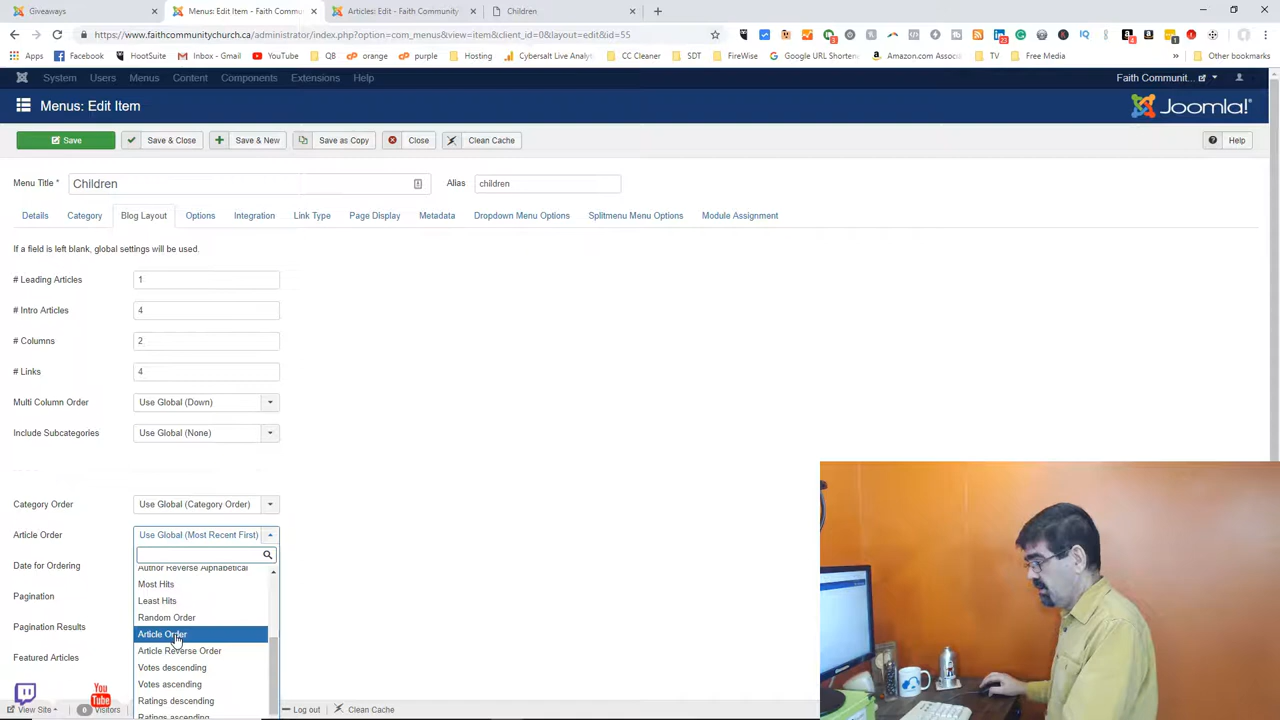 Giveaways
Menus: Edit Item - Faith Commu
Articles: Edit - Faith Community
Children
https://www.faithcommunitychurch.ca/administrator/index.php?option=com_menus&view=item&client_id=0&layout=edit&id=55
Apps Facebook HootSuite Inbox - Gmail YouTube QB orange purple Hosting Cybersalt Live Analy CC Cleaner SDT FireWise Google URL Shorten Amazon.com Associ TV Free Media » Other bookmarks
System Users Menus Content Components Extensions Help Faith Communit...
Menus: Edit Item Joomla!®
Save Save & Close Save & New Save as Copy Close Clean Cache Help
Menu Title * Children Alias children
Details Category Blog Layout Options Integration Link Type Page Display Metadata Dropdown Menu Options Splitmenu Menu Options Module Assignment
If a field is left blank, global settings will be used.
# Leading Articles 1
# Intro Articles 4
# Columns 2
# Links 4
Multi Column Order Use Global (Down)
Include Subcategories Use Global (None)
Category Order Use Global (Category Order)
Article Order Use Global (Most Recent First)
Date for Ordering Author Reverse Alphabetical
Most Hits
Pagination Least Hits
Random Order
Pagination Results Article Order
Article Reverse Order
Featured Articles Votes descending
Votes ascending
Ratings descending
You Tube
View Site 0 Visitors Log out Clean Cache
Ratings ascending